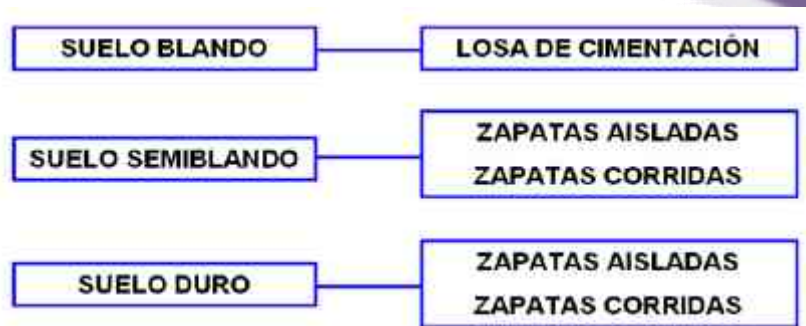 SUELO BLANDO
LOSA DE CIMENTACIÓN
SUELO SEMIBLANDO
ZAPATAS AISLADAS
ZAPATAS CORRIDAS
SUELO DURO
ZAPATAS AISLADAS
ZAPATAS CORRIDAS